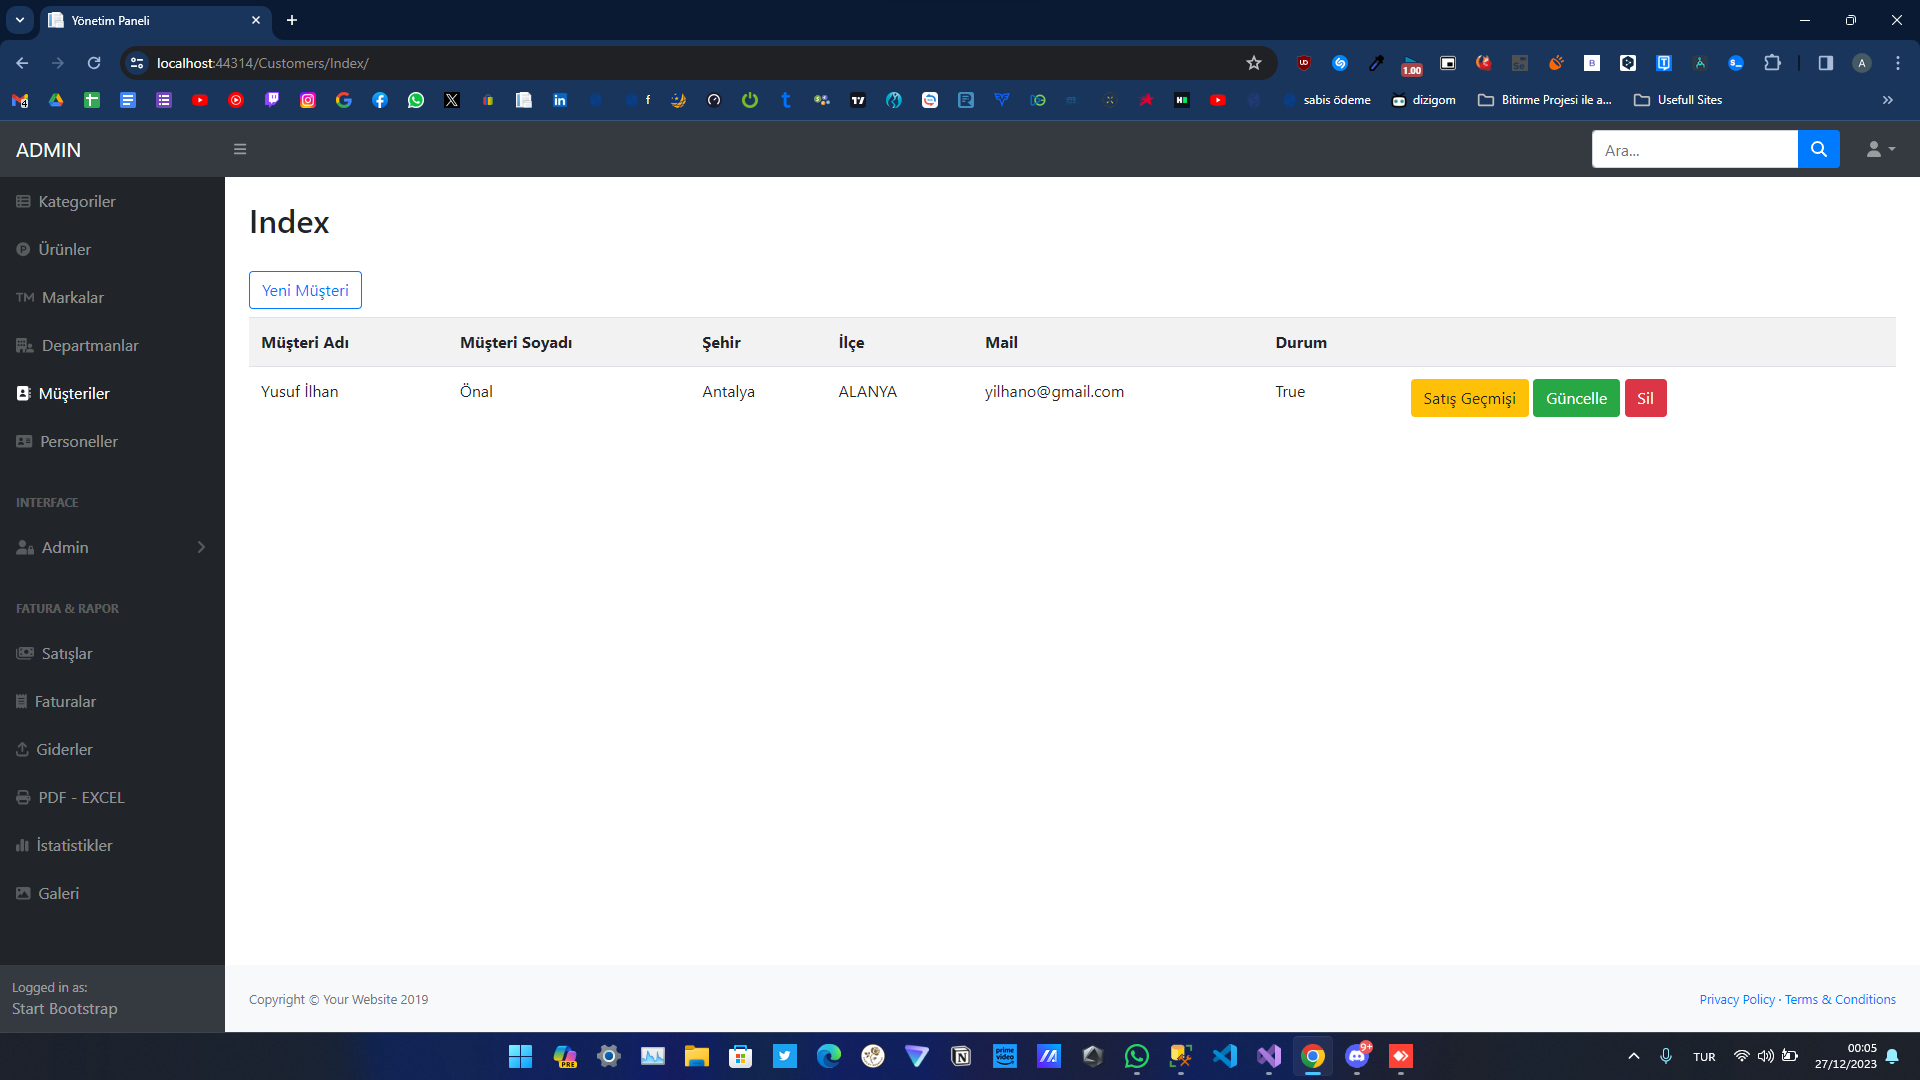 Yönetim Paneli
localhost:44314/Customers/Index/
1.00
f
sabis ödeme
dizigom
Bitirme Projesi ile a...
Usefull Sites
ADMIN
Ara...
Kategoriler
Ürünler
TM Markalar
Departmanlar
Müşteriler
Personeller
INTERFACE
Admin
FATURA & RAPOR
Satışlar
Faturalar
Giderler
PDF - EXCEL
İstatistikler
Galeri
Logged in as:
Start Bootstrap
Index
Yeni Müşteri
Müşteri Adı Müşteri Soyadı Şehir İlçe Mail Durum
Yusuf İlhan Önal Antalya ALANYA yilhano@gmail.com True Satış Geçmişi Güncelle Sil
Copyright © Your Website 2019
Privacy Policy · Terms & Conditions
PRE
prime video
9+
TUR
00:05
27/12/2023